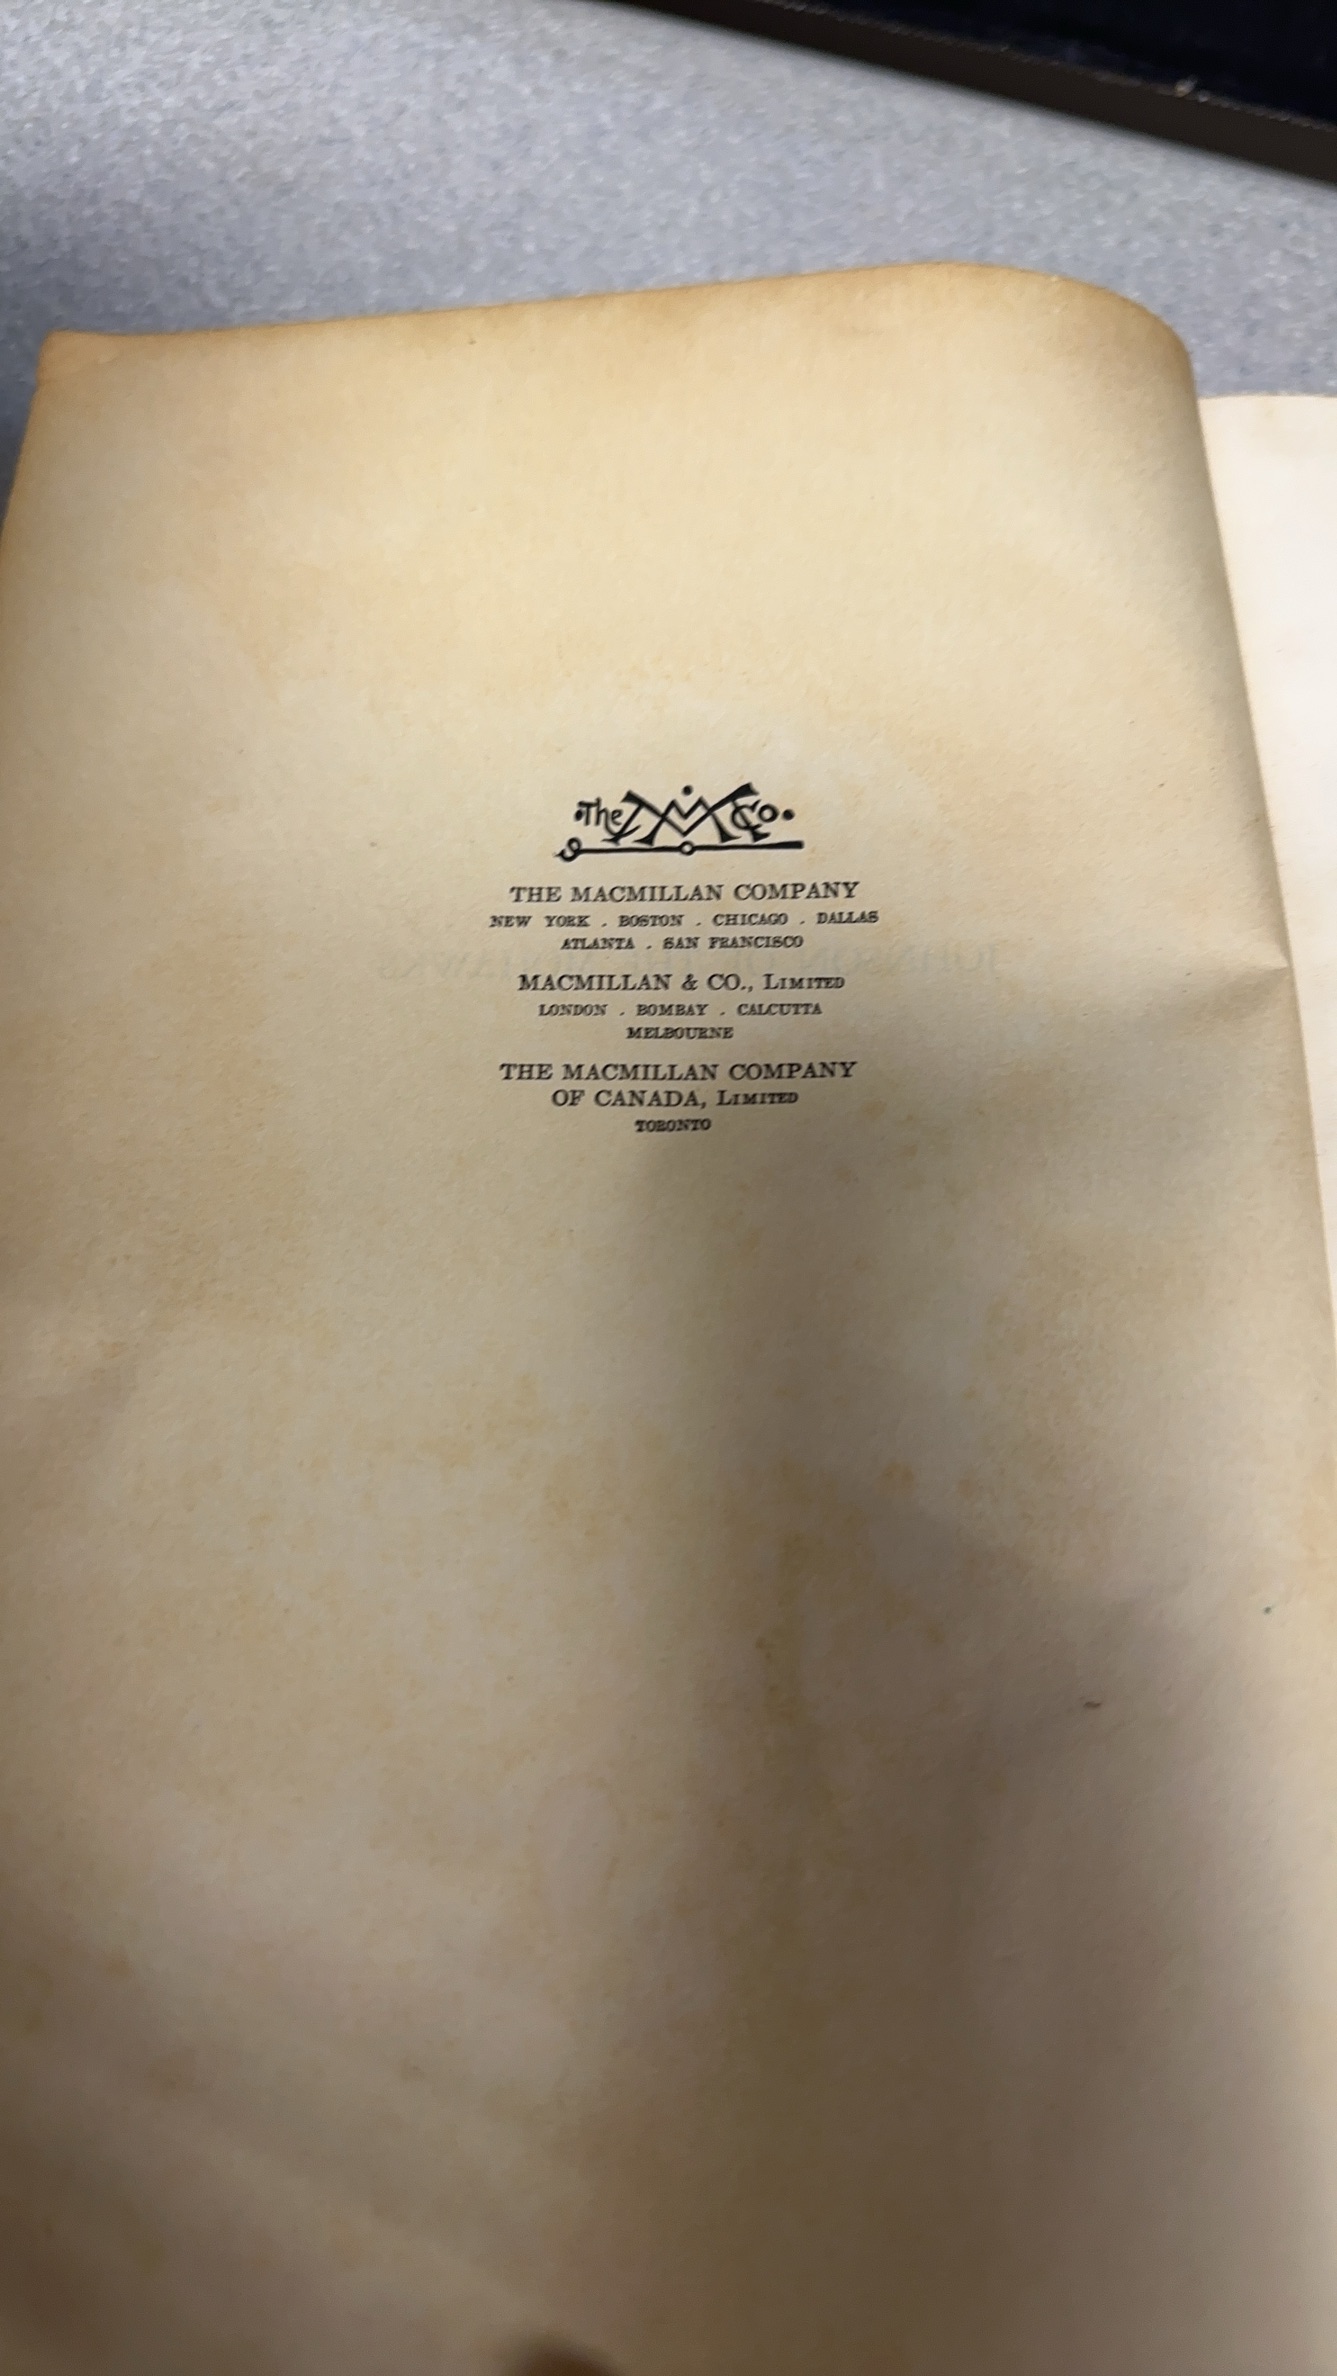 The M Co.
THE MACMILLAN COMPANY
NEW YORK . BOSTON . CHICAGO . DALLAS
ATLANTA . SAN FRANCISCO
MACMILLAN & CO., LIMITED
LONDON . BOMBAY . CALCUTTA
MELBOURNE
THE MACMILLAN COMPANY
OF CANADA, LIMITED
TORONTO